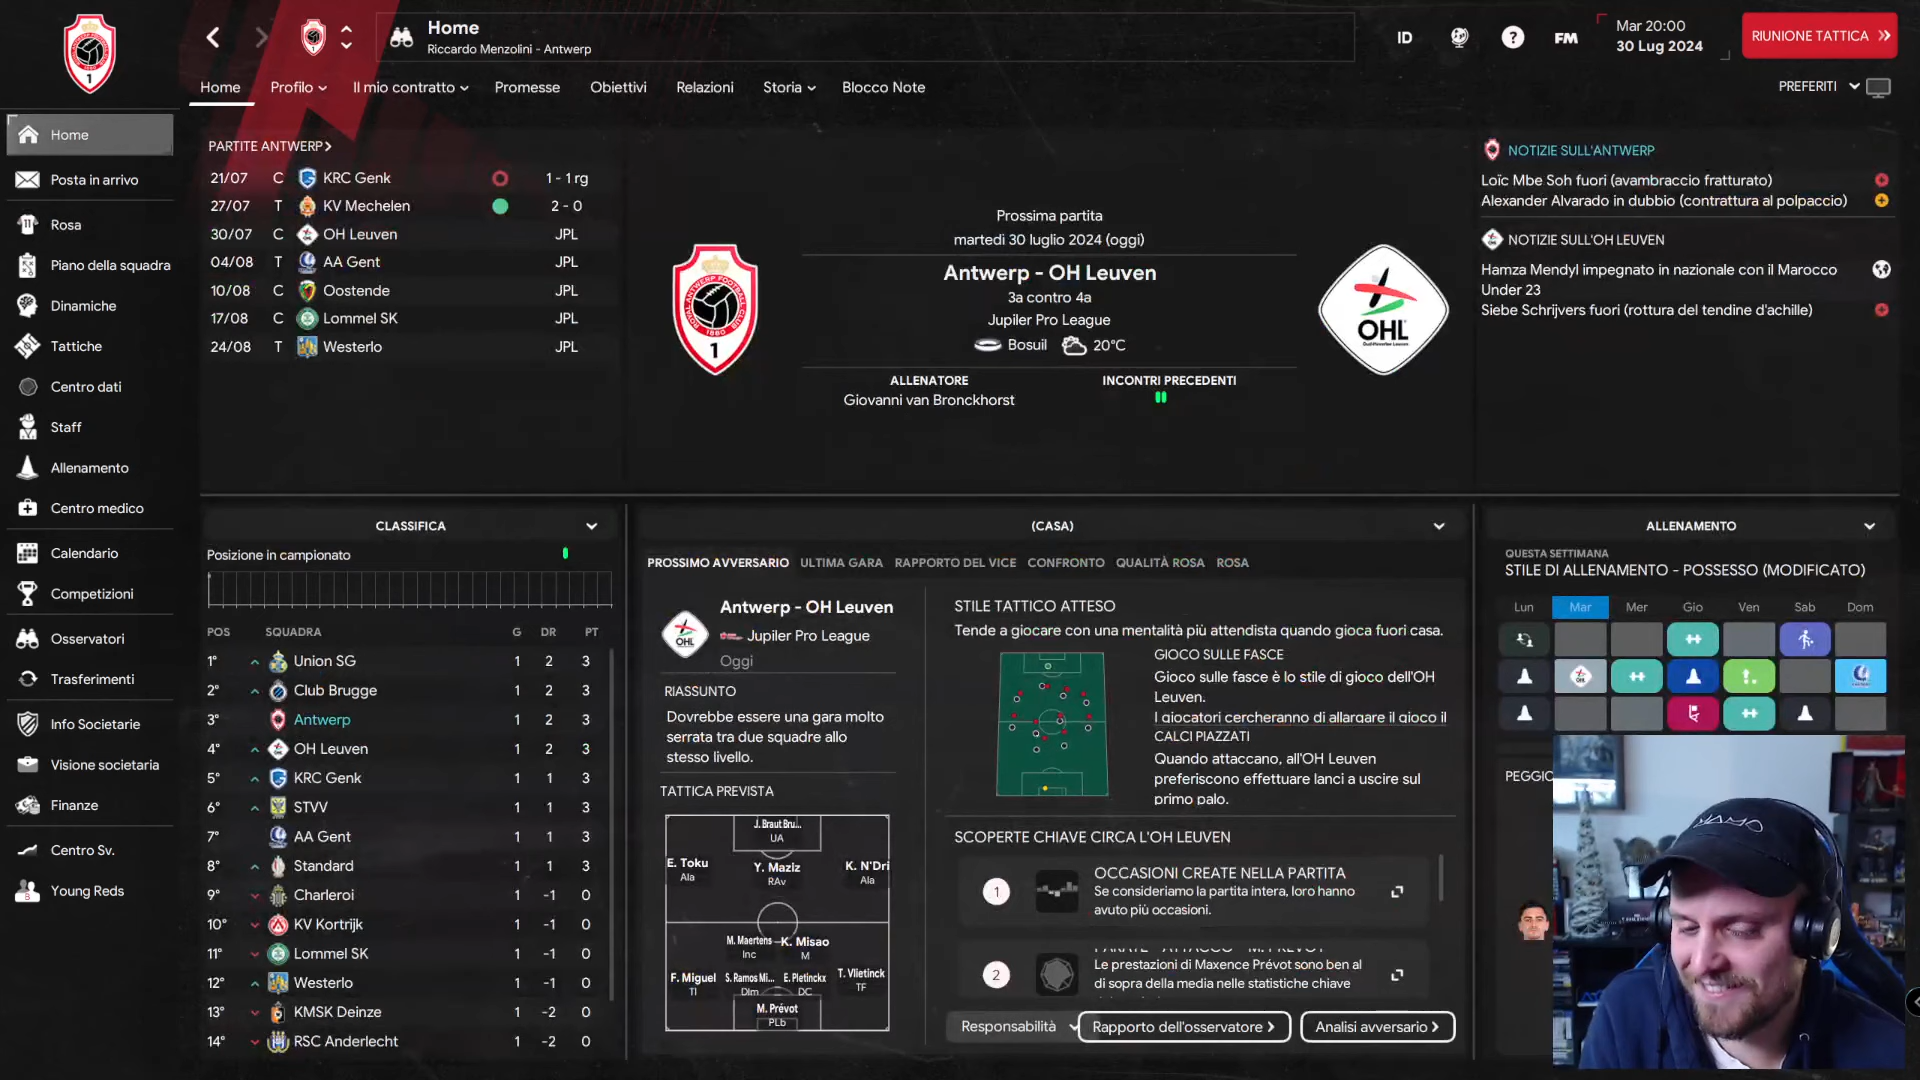 Home
Riccardo Menzolini - Antwerp
ID
FM
Mar 20:00
30 Lug 2024
RIUNIONE TATTICA
Home
Profilo
Il mio contratto
Promesse
Obiettivi
Relazioni
Storia
Blocco Note
PREFERITI
Home
Posta in arrivo
Rosa
Piano della squadra
Dinamiche
Tattiche
Centro dati
Staff
Allenamento
Centro medico
Calendario
Competizioni
Osservatori
Trasferimenti
Info Societarie
Visione societaria
Finanze
Centro Sv.
Young Reds
PARTITE ANTWERP
21/07 C KRC Genk 1 - 1 rg
27/07 T KV Mechelen 2 - 0
30/07 C OH Leuven JPL
04/08 T AA Gent JPL
10/08 C Oostende JPL
17/08 C Lommel SK JPL
24/08 T Westerlo JPL
Prossima partita
martedì 30 luglio 2024 (oggi)
Antwerp - OH Leuven
3a contro 4a
Jupiler Pro League
Bosuil 20°C
ALLENATORE
Giovanni van Bronckhorst
INCONTRI PRECEDENTI
OHL
NOTIZIE SULL'ANTWERP
Loïc Mbe Soh fuori (avambraccio fratturato)
Alexander Alvarado in dubbio (contrattura al polpaccio)
NOTIZIE SULL'OH LEUVEN
Hamza Mendyl impegnato in nazionale con il Marocco
Under 23
Siebe Schrijvers fuori (rottura del tendine d'achille)
CLASSIFICA
Posizione in campionato
POS SQUADRA G DR PT
1° Union SG 1 2 3
2° Club Brugge 1 2 3
3° Antwerp 1 2 3
4° OH Leuven 1 2 3
5° KRC Genk 1 1 3
6° STVV 1 1 3
7° AA Gent 1 1 3
8° Standard 1 1 3
9° Charleroi 1 -1 0
10° KV Kortrijk 1 -1 0
11° Lommel SK 1 -1 0
12° Westerlo 1 -1 0
13° KMSK Deinze 1 -2 0
14° RSC Anderlecht 1 -2 0
(CASA)
PROSSIMO AVVERSARIO
ULTIMA GARA
RAPPORTO DEL VICE
CONFRONTO
QUALITÀ ROSA
ROSA
Antwerp - OH Leuven
Jupiler Pro League
Oggi
RIASSUNTO
Dovrebbe essere una gara molto
serrata tra due squadre allo
stesso livello.
TATTICA PREVISTA
J. Braut Bru...
UA
E. Toku
Ala
Y. Maziz
RAv
K. N'Dri
Ala
M. Maertens
Inc
K. Misao
M
F. Miguel
TI
S. Ramos Mi...
DIm
E. Pletinckx
DC
T. Vlietinck
TF
M. Prévot
PLb
STILE TATTICO ATTESO
Tende a giocare con una mentalità più attendista quando gioca fuori casa.
GIOCO SULLE FASCE
Gioco sulle fasce è lo stile di gioco dell'OH
Leuven.
I giocatori cercheranno di allargare il gioco il
CALCI PIAZZATI
Quando attaccano, all'OH Leuven
preferiscono effettuare lanci a uscire sul
primo palo.
SCOPERTE CHIAVE CIRCA L'OH LEUVEN
1
OCCASIONI CREATE NELLA PARTITA
Se consideriamo la partita intera, loro hanno
avuto più occasioni.
2
PARATE - ATTACCO - M. PRÉVOT
Le prestazioni di Maxence Prévot sono ben al
di sopra della media nelle statistiche chiave
Responsabilità
Rapporto dell'osservatore
Analisi avversario
ALLENAMENTO
QUESTA SETTIMANA
STILE DI ALLENAMENTO - POSSESSO (MODIFICATO)
Lun Mar Mer Gio Ven Sab Dom
PEGGIO